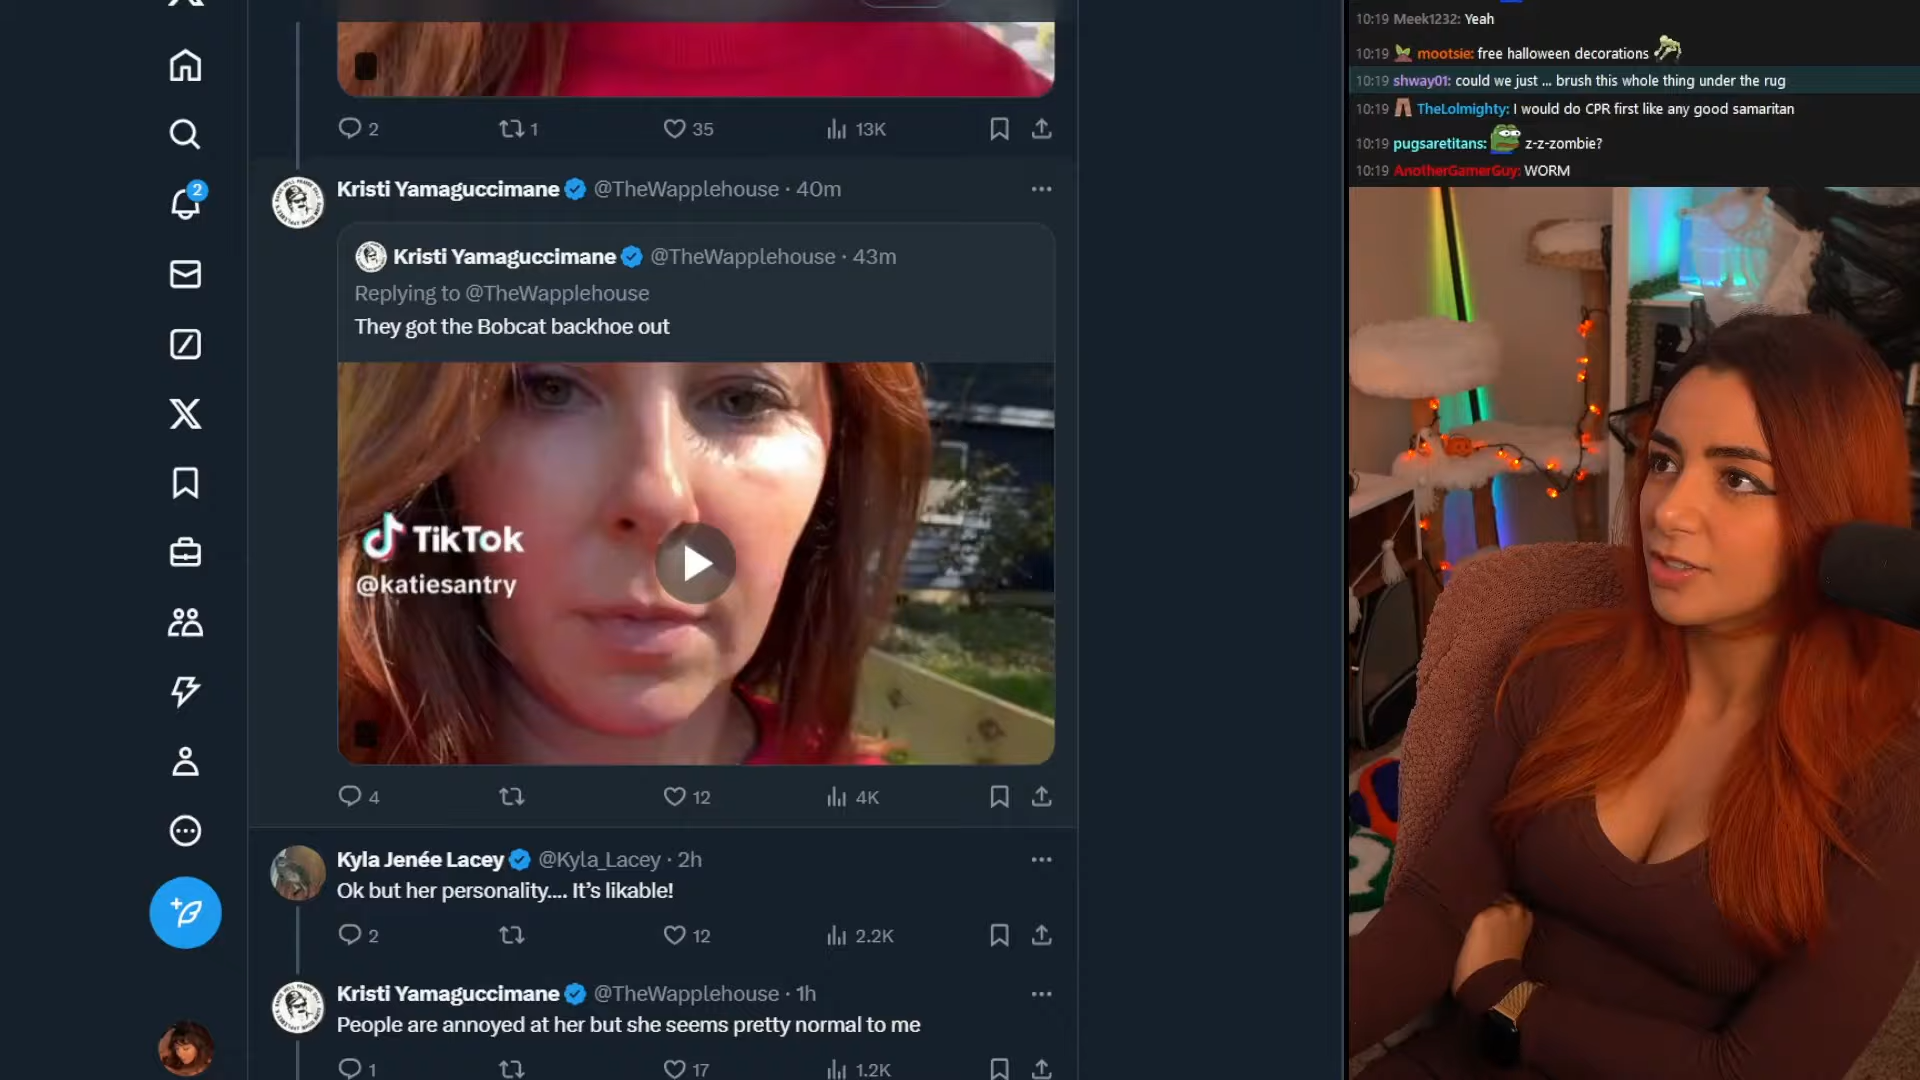 2
1
35
13K
Kristi Yamaguccimane @TheWapplehouse · 40m
Kristi Yamaguccimane @TheWapplehouse · 43m
Replying to @TheWapplehouse
They got the Bobcat backhoe out
TikTok
@katiesantry
4
12
4K
Kyla Jenée Lacey @Kyla_Lacey · 2h
Ok but her personality.... It’s likable!
2
12
2.2K
Kristi Yamaguccimane @TheWapplehouse · 1h
People are annoyed at her but she seems pretty normal to me
1
17
1.2K
2
10:19 Meek1232: Yeah
10:19 mootsie: free halloween decorations
10:19 shway01: could we just ... brush this whole thing under the rug
10:19 TheLolmighty: I would do CPR first like any good samaritan
10:19 pugsaretitans: z-z-zombie?
10:19 AnotherGamerGuy: WORM